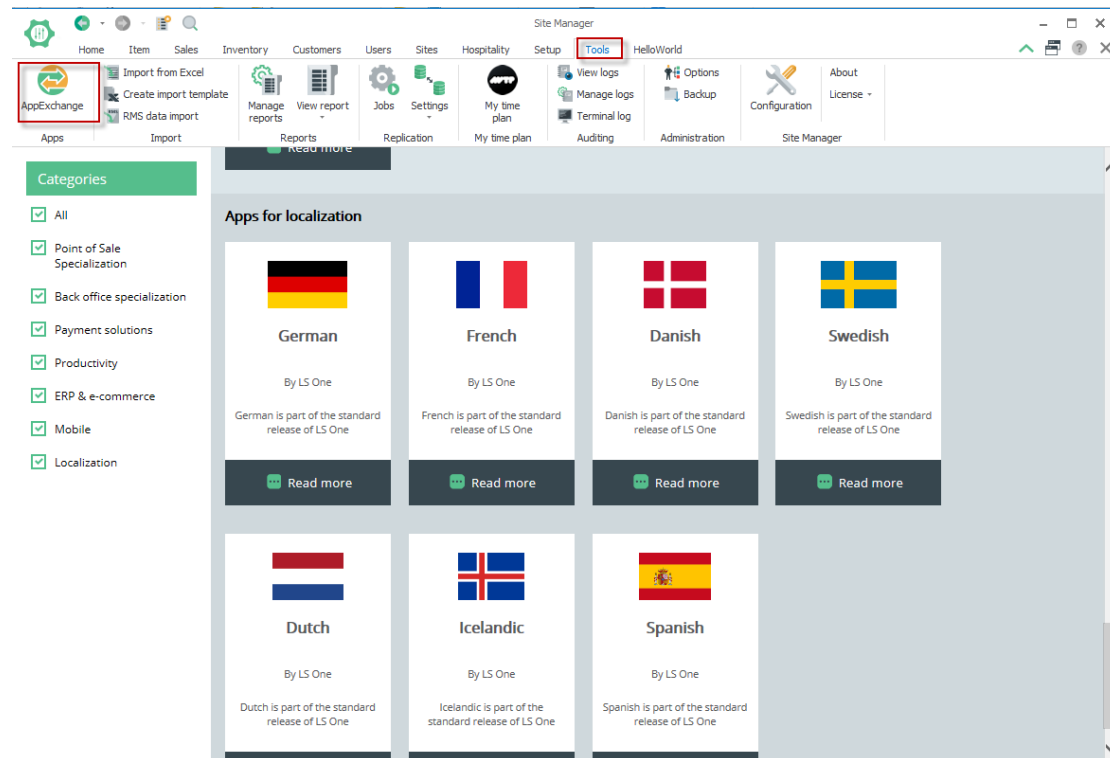 Site Manager
Home Item Sales Inventory Customers Users Sites Hospitality Setup Tools HelloWorld
AppExchange
Import from Excel
Create import template
RMS data import
Manage reports
View report
Jobs
Settings
My time plan
View logs
Manage logs
Terminal log
Options
Backup
Configuration
About
License
Apps Import Reports Replication My time plan Auditing Administration Site Manager
Read more
Categories
All
Point of Sale
Specialization
Back office specialization
Payment solutions
Productivity
ERP & e-commerce
Mobile
Localization
Apps for localization
German
By LS One
German is part of the standard
release of LS One
Read more
French
By LS One
French is part of the standard
release of LS One
Read more
Danish
By LS One
Danish is part of the standard
release of LS One
Read more
Swedish
By LS One
Swedish is part of the standard
release of LS One
Read more
Dutch
By LS One
Dutch is part of the standard
release of LS One
Icelandic
By LS One
Icelandic is part of the
standard release of LS One
Spanish
By LS One
Spanish is part of the standard
release of LS One